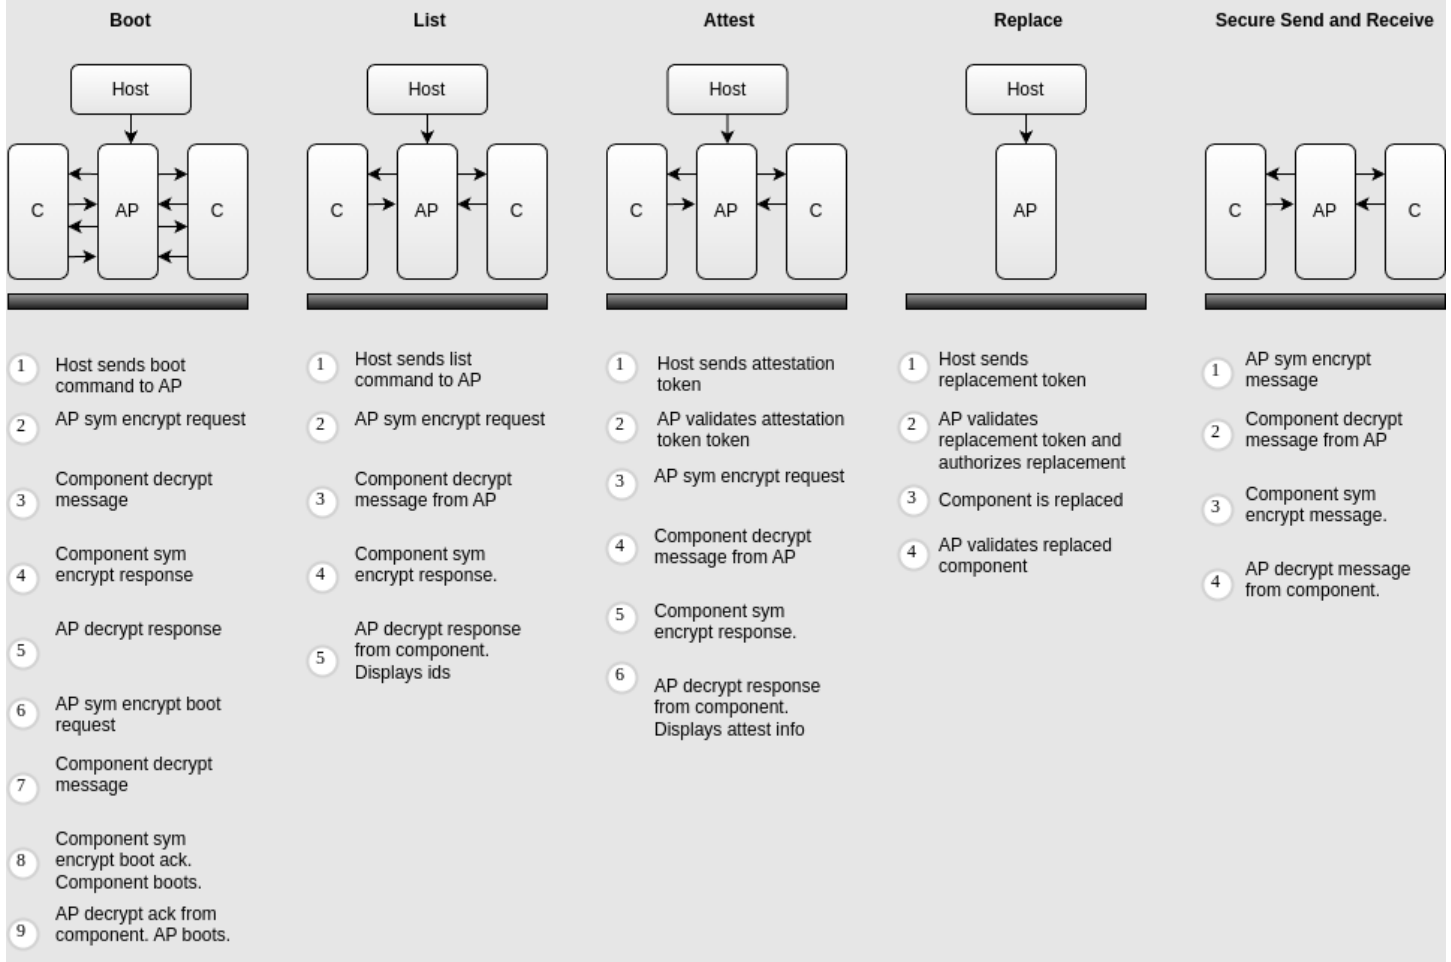 Boot
Host
C
AP
C
1
Host sends boot
command to AP
2
AP sym encrypt request
3
Component decrypt
message
4
Component sym
encrypt response
5
AP decrypt response
6
AP sym encrypt boot
request
7
Component decrypt
message
8
Component sym
encrypt boot ack.
Component boots.
9
AP decrypt ack from
component. AP boots.
List
Host
C
AP
C
1
Host sends list
command to AP
2
AP sym encrypt request
3
Component decrypt
message from AP
4
Component sym
encrypt response.
5
AP decrypt response
from component.
Displays ids
Attest
Host
C
AP
C
1
Host sends attestation
token
2
AP validates attestation
token token
3
AP sym encrypt request
4
Component decrypt
message from AP
5
Component sym
encrypt response.
6
AP decrypt response
from component.
Displays attest info
Replace
Host
AP
1
Host sends
replacement token
2
AP validates
replacement token and
authorizes replacement
3
Component is replaced
4
AP validates replaced
component
Secure Send and Receive
C
AP
C
1
AP sym encrypt
message
2
Component decrypt
message from AP
3
Component sym
encrypt message.
4
AP decrypt message
from component.